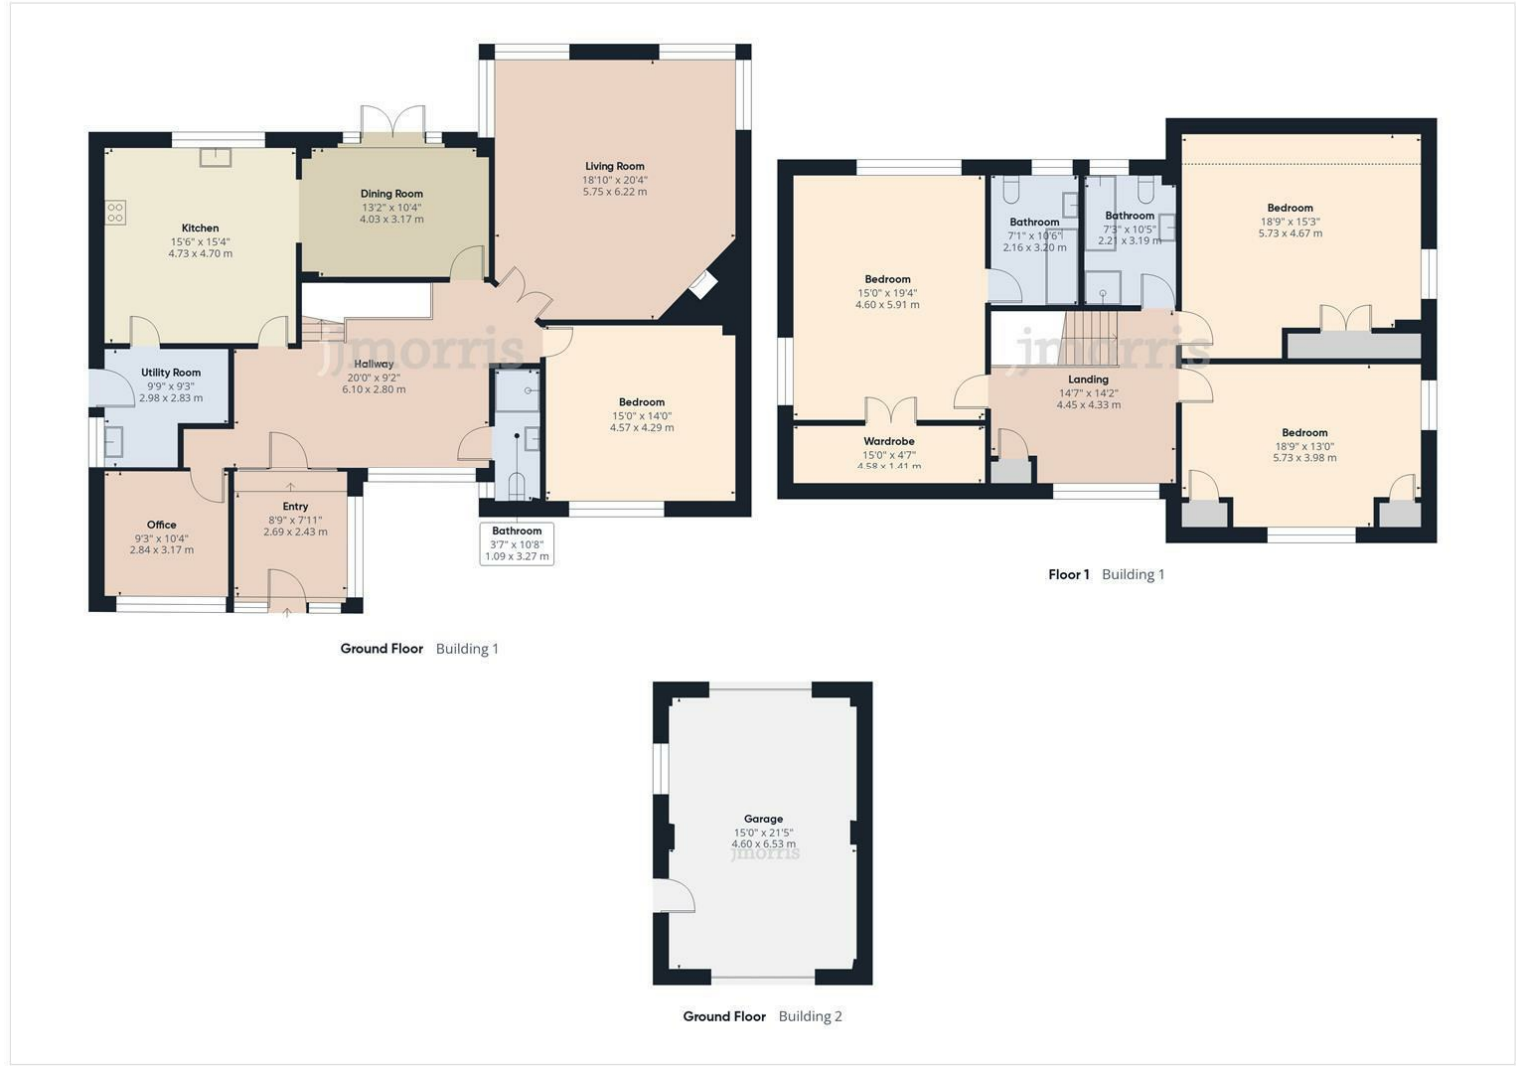 Living Room
18'10" x 20'4"
5.75 x 6.22 m
Dining Room
13'2" x 10'4"
4.03 x 3.17 m
Kitchen
15'6" x 15'4"
4.73 x 4.70 m
Utility Room
9'9" x 9'3"
2.98 x 2.83 m
jjmorris
Hallway
20'0" x 9'2"
6.10 x 2.80 m
Bedroom
15'0" x 14'0"
4.57 x 4.29 m
Office
9'3" x 10'4"
2.84 x 3.17 m
Entry
8'9" x 7'11"
2.69 x 2.43 m
Bathroom
3'7" x 10'8"
1.09 x 3.27 m
Ground Floor Building 1
Bedroom
15'0" x 19'4"
4.60 x 5.91 m
Bathroom
7'1" x 10'6"
2.16 x 3.20 m
Bathroom
7'3" x 10'5"
2.21 x 3.19 m
Bedroom
18'9" x 15'3"
5.73 x 4.67 m
jjmorris
Landing
14'7" x 14'2"
4.45 x 4.33 m
Wardrobe
15'0" x 4'7"
4.58 x 1.41 m
Bedroom
18'9" x 13'0"
5.73 x 3.98 m
Floor 1 Building 1
Garage
15'0" x 21'5"
4.60 x 6.53 m
jjmorris
Ground Floor Building 2